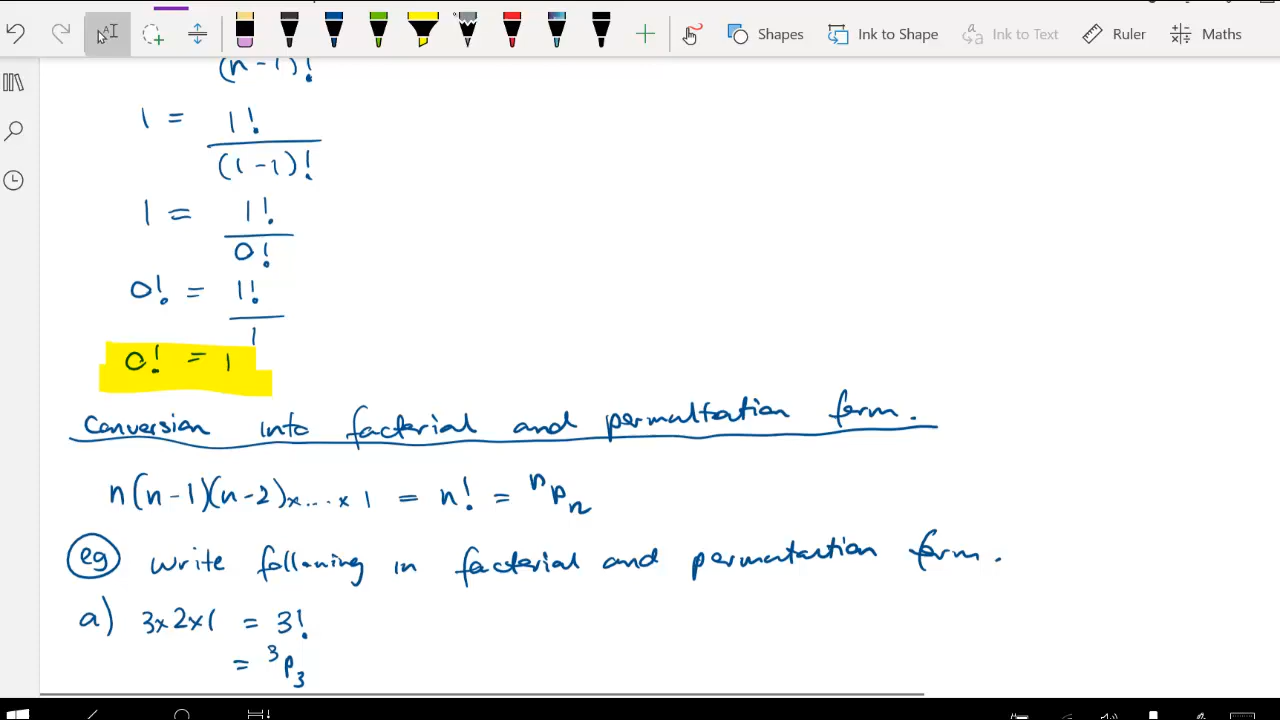 Shapes Ink to Shape Ink to Text Ruler Maths
(n-1)!
1 = 1!
(1-1)!
1 = 1!
0!
0! = 1!
1
0! = 1
Conversion into factorial and permultation form.
n(n-1)(n-2)x...x1 = n! = ⁿPₙ
eg write following in factorial and permutation form.
a) 3x2x1 = 3!
= ³P₃